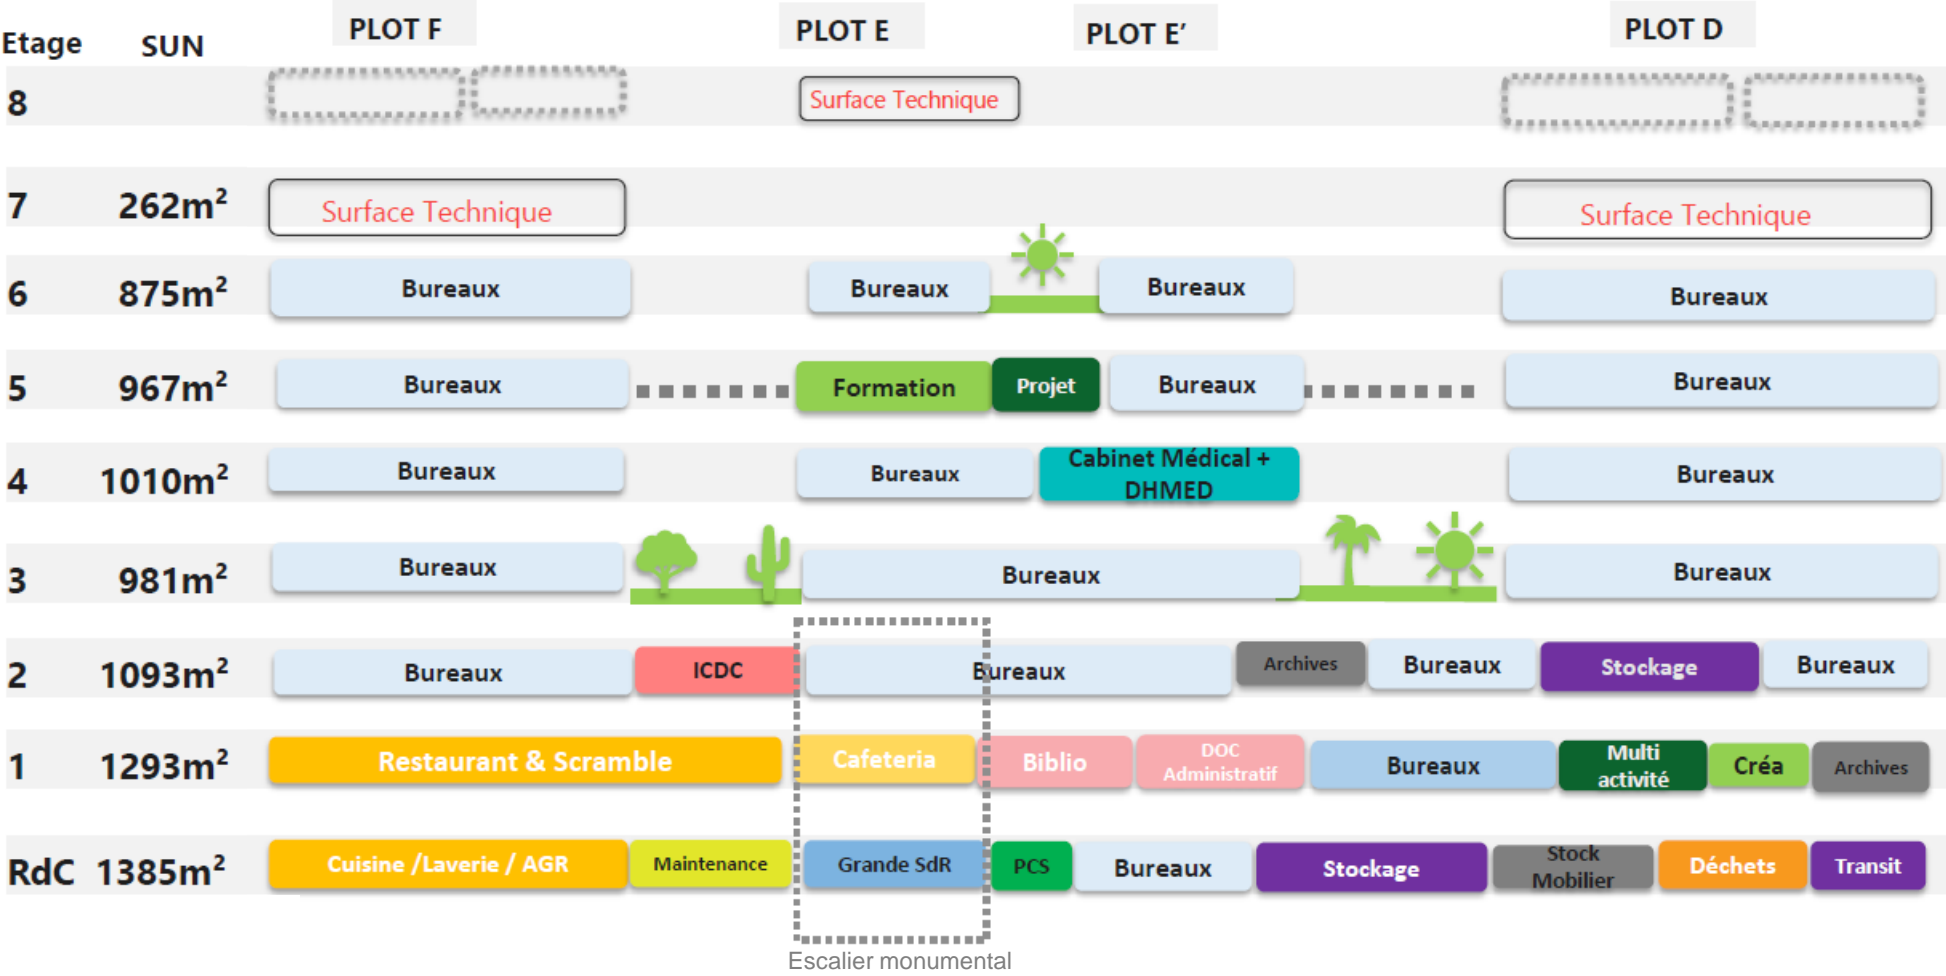 PLOT F
PLOT E
PLOT E’
PLOT D
Etage
SUN
8
Surface Technique
7
262m²
Surface Technique
Surface Technique
6
875m²
Bureaux
Bureaux
Bureaux
Bureaux
5
967m²
Bureaux
Formation
Projet
Bureaux
Bureaux
4
1010m²
Bureaux
Bureaux
Cabinet Médical +
DHMED
Bureaux
3
981m²
Bureaux
Bureaux
Bureaux
2
1093m²
Bureaux
ICDC
Bureaux
Archives
Bureaux
Stockage
Bureaux
1
1293m²
Restaurant & Scramble
Cafeteria
Biblio
DOC
Administratif
Bureaux
Multi
activité
Créa
Archives
RdC
1385m²
Cuisine /Laverie / AGR
Maintenance
Grande SdR
PCS
Bureaux
Stockage
Stock
Mobilier
Déchets
Transit
Escalier monumental